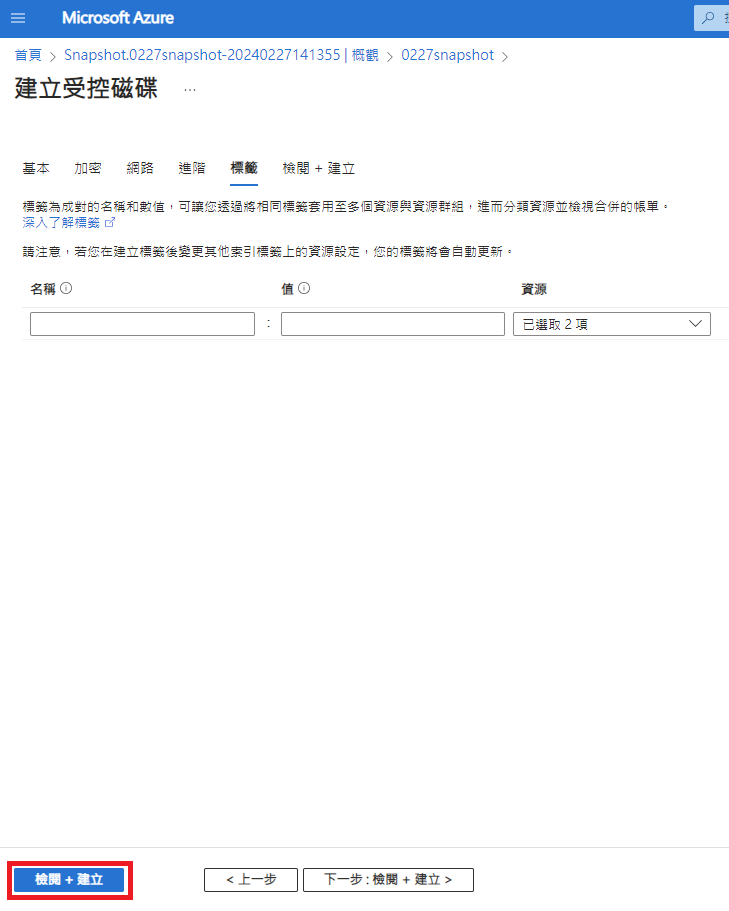 Microsoft Azure
首頁 > Snapshot.0227snapshot-20240227141355 | 概觀 > 0227snapshot >
建立受控磁碟 ...
基本 加密 網路 進階 標籤 檢閱 + 建立
標籤為成對的名稱和數值，可讓您透過將相同標籤套用至多個資源與資源群組，進而分類資源並檢視合併的帳單。
深入了解標籤
請注意，若您在建立標籤後變更其他索引標籤上的資源設定，您的標籤將會自動更新。
名稱 值 資源
: 已選取 2 項
檢閱 + 建立 < 上一步 下一步 : 檢閱 + 建立 >